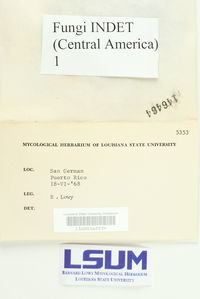 Fungi INDET
(Central America)
1
5353
MYCOLOGICAL HERBARIUM OF LOUISIANA STATE UNIVERSITY
LOC. San German
Puerto Rico
18-VI-'68
LEG. B. Lowy
DET.
LSUM
BERNARD LOWY MYCOLOGICAL HERBARIUM
LOUISIANA STATE UNIVERSITY